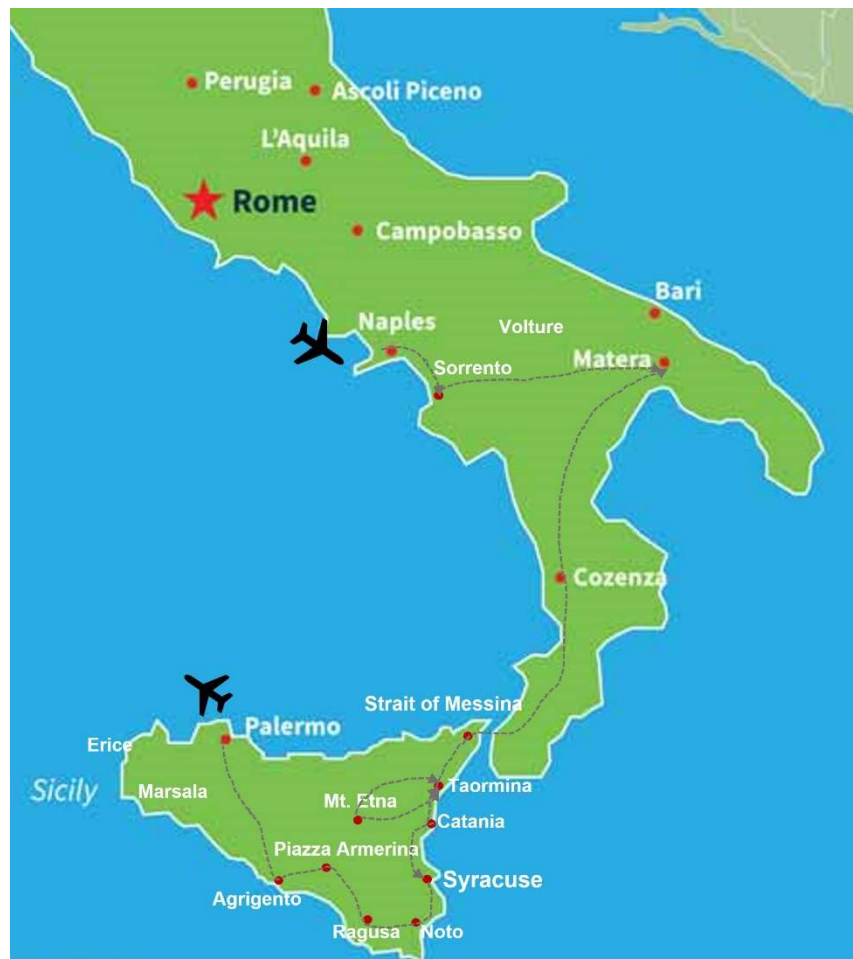 Perugia
Ascoli Piceno
L'Aquila
Rome
Campobasso
Bari
Naples
Volture
Matera
Sorrento
Cozenza
Strait of Messina
Palermo
Erice
Sicily
Marsala
Mt. Etna
Taormina
Catania
Piazza Armerina
Syracuse
Agrigento
Ragusa
Noto